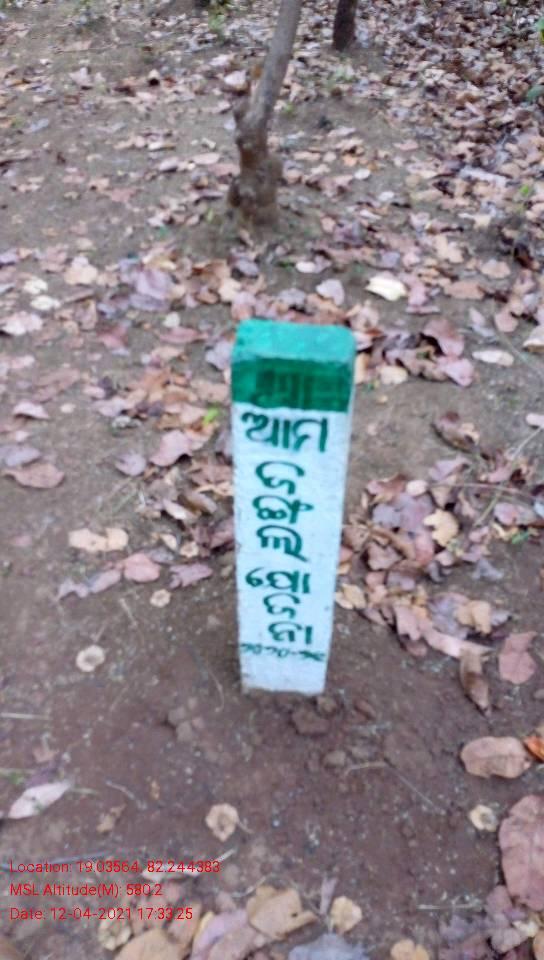 ଆମ
ଜ
ଙ୍ଗ
ଲ
ଯୋ
ଜ
ନା
Location: 19.03564, 82.244383
MSL Altitude(M): 580.2
Date: 12-04-2021 17:33:25